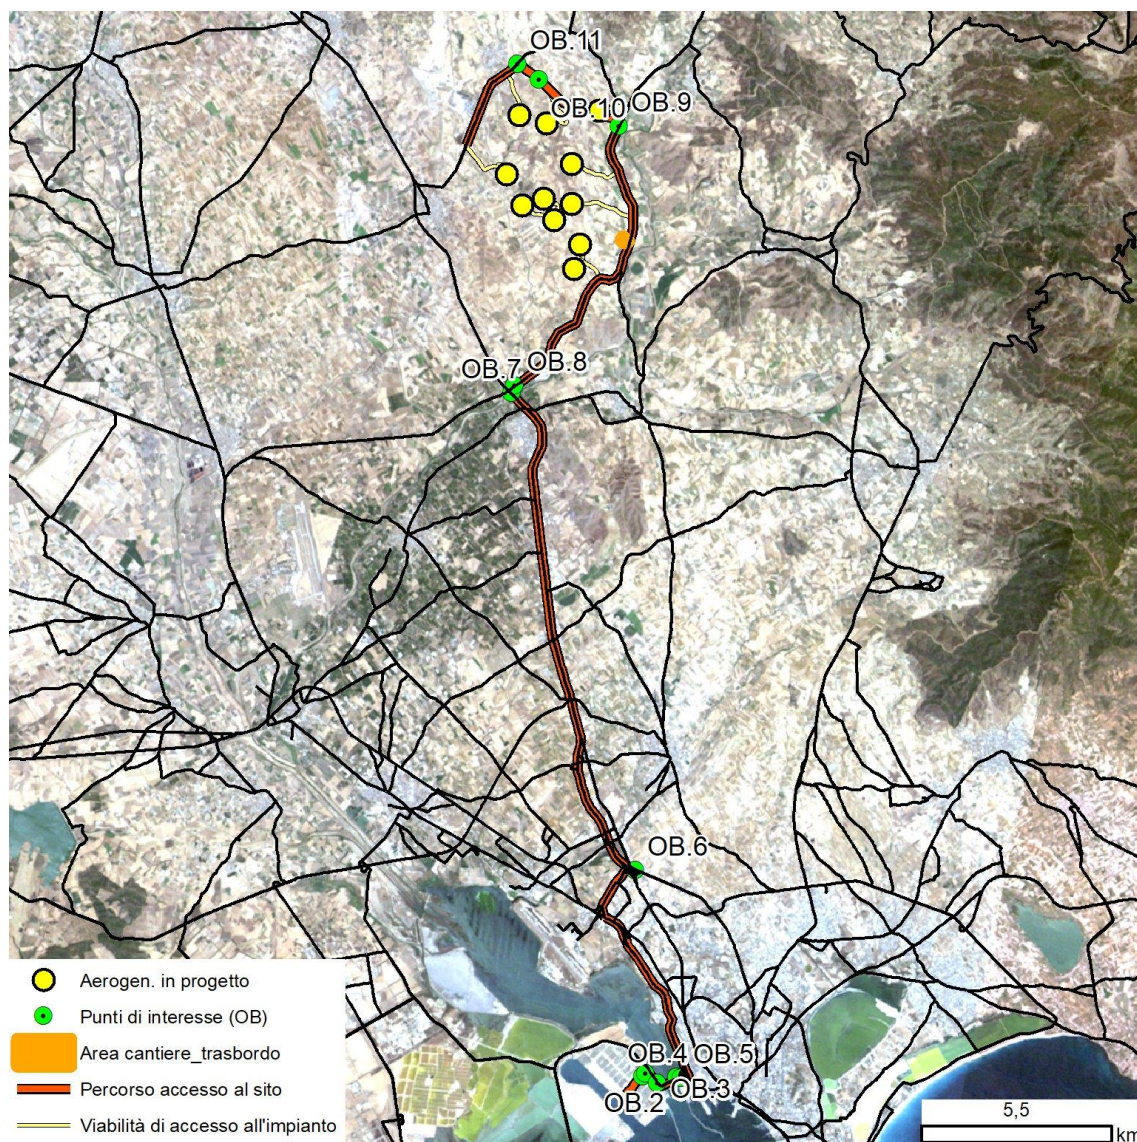 OB.11
OB.10
OB.9
OB.7
OB.8
OB.6
OB.4
OB.5
OB.2
OB.3
Aerogen. in progetto
Punti di interesse (OB)
Area cantiere_trasbordo
Percorso accesso al sito
Viabilità di accesso all'impianto
5,5
km